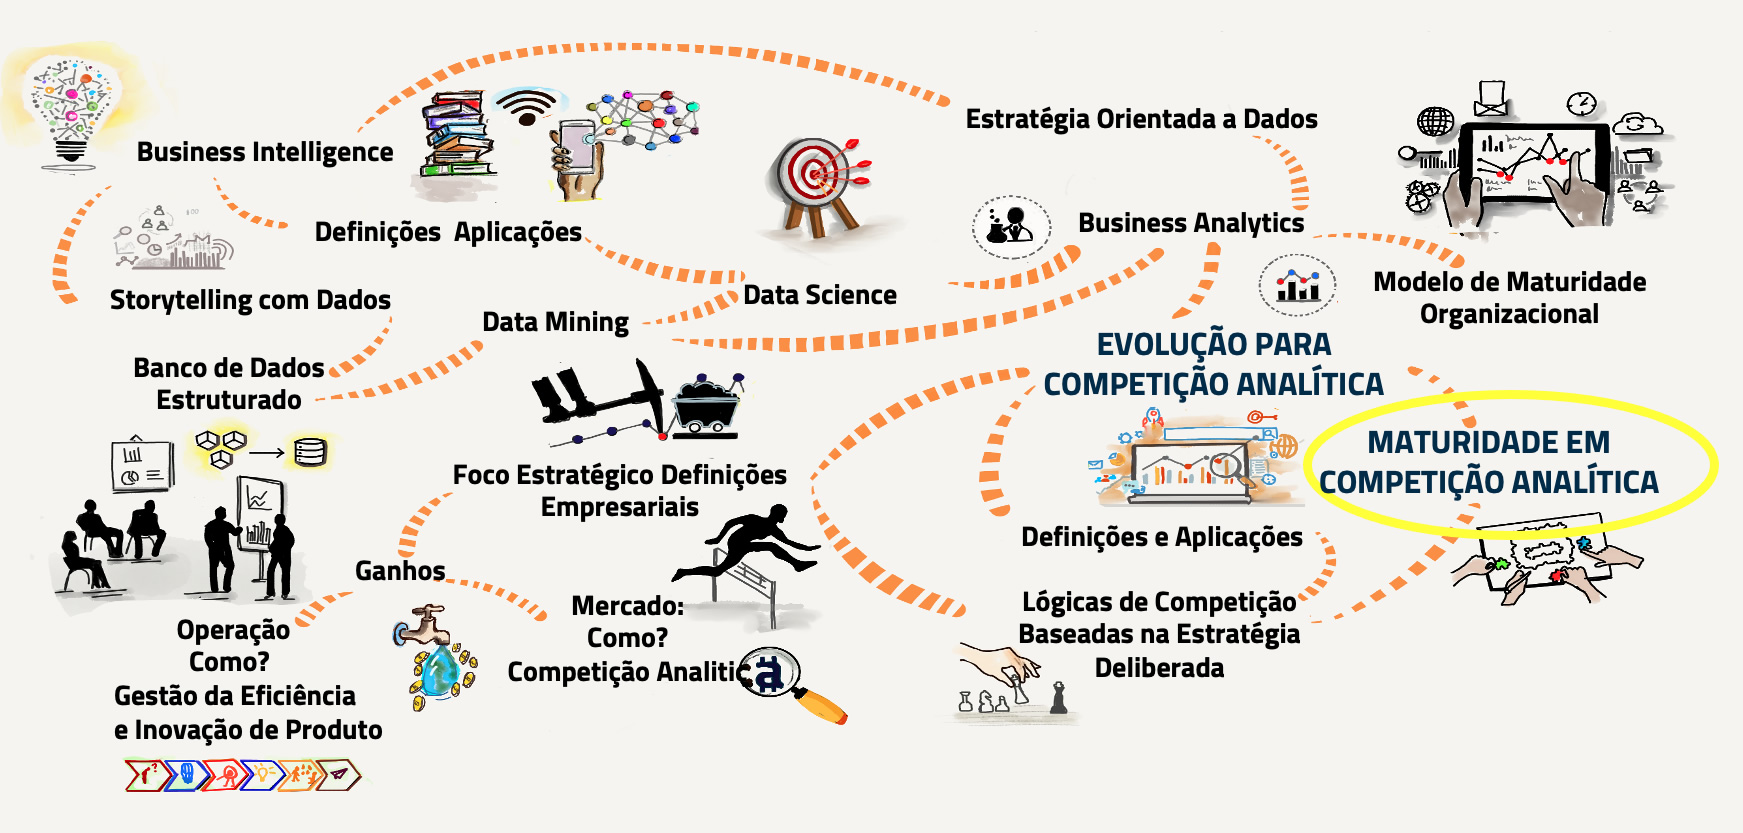 Business Intelligence
Definições  Aplicações
Storytelling com Dados
Banco de Dados
Estruturado
Data Mining
Data Science
Estratégia Orientada a Dados
Business Analytics
Modelo de Maturidade
Organizacional
EVOLUÇÃO PARA
COMPETIÇÃO ANALÍTICA
MATURIDADE EM
COMPETIÇÃO ANALÍTICA
Foco Estratégico Definições
Empresariais
Ganhos
Operação
Como?
Gestão da Eficiência
e Inovação de Produto
Mercado:
Como?
Competição Analitica
Definições e Aplicações
Lógicas de Competição
Baseadas na Estratégia
Deliberada